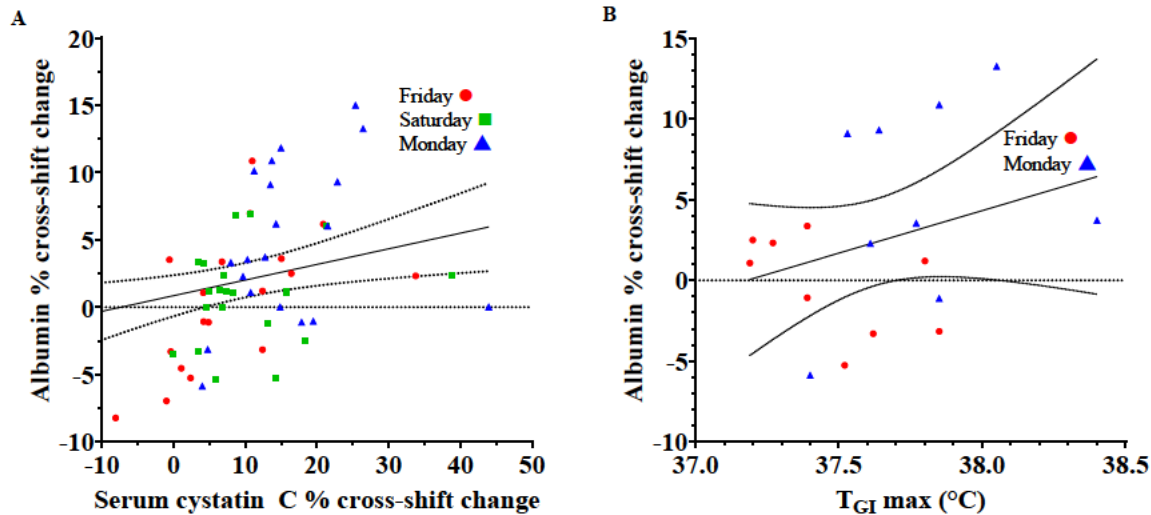 A
Albumin % cross-shift change
20
15
10
5
0
-5
-10
Friday
Saturday
Monday
-10 0 10 20 30 40 50
Serum cystatin C % cross-shift change
B
Albumin % cross-shift change
15
10
5
0
-5
-10
Friday
Monday
37.0 37.5 38.0 38.5
TGI max (°C)